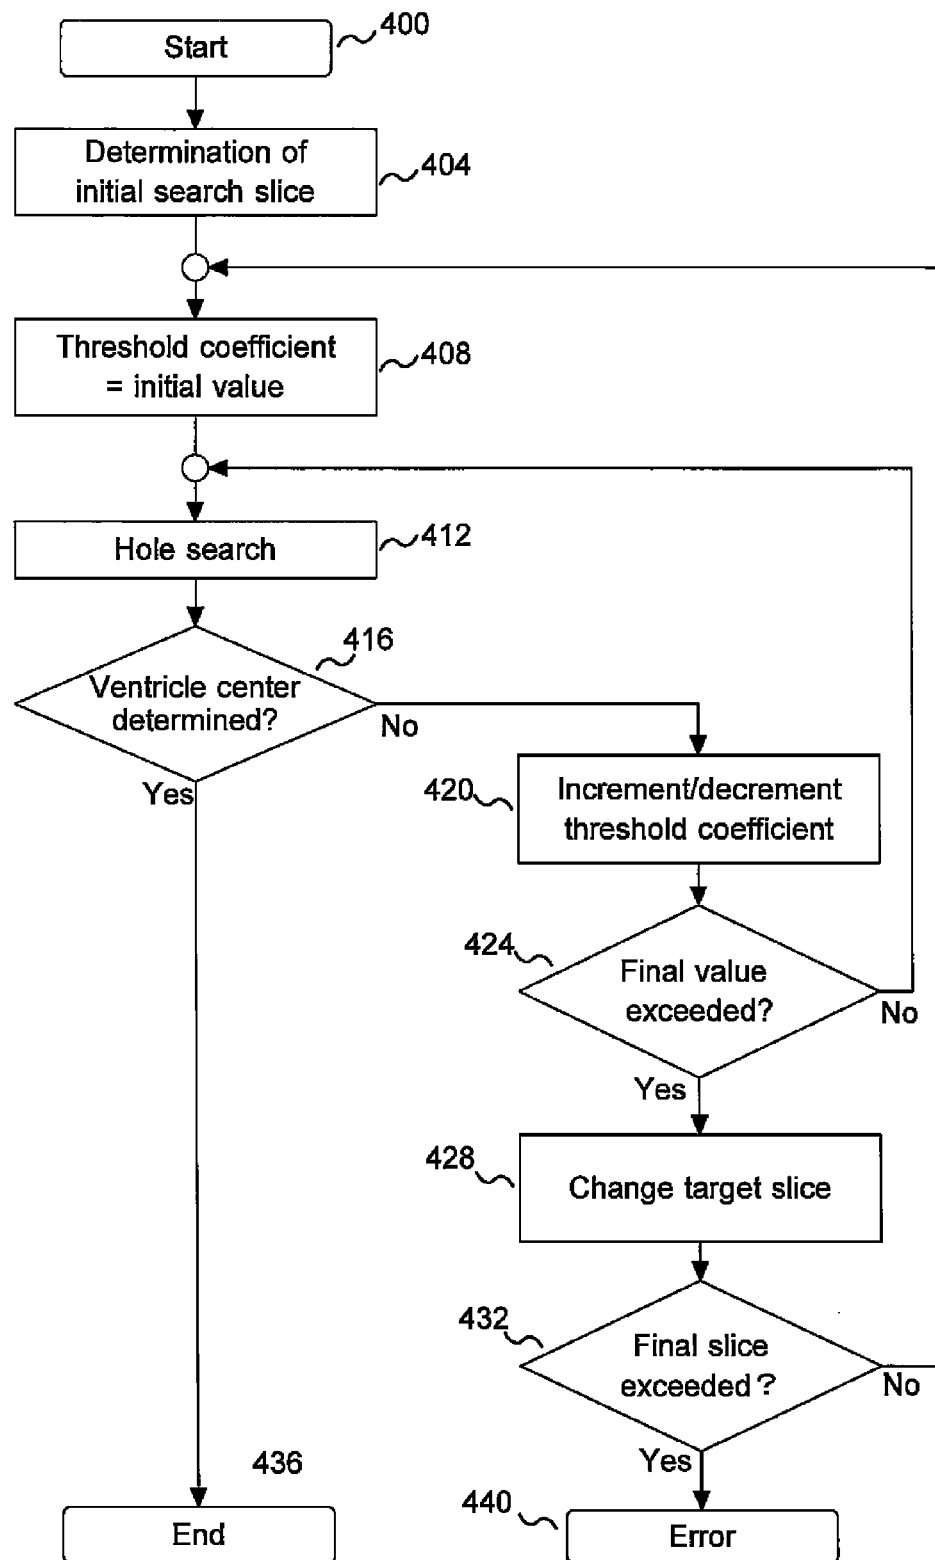 Start
400
Determination of
initial search slice
404
Threshold coefficient
= initial value
408
Hole search
412
416
Ventricle center
determined?
No
Yes
420
Increment/decrement
threshold coefficient
424
Final value
exceeded?
No
Yes
428
Change target slice
432
Final slice
exceeded?
No
Yes
436
End
440
Error